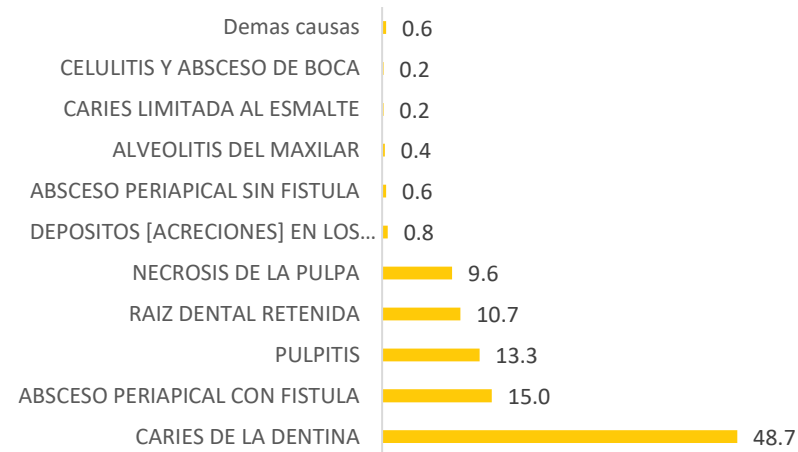 Demas causas 0.6
CELULITIS Y ABSCESO DE BOCA 0.2
CARIES LIMITADA AL ESMALTE 0.2
ALVEOLITIS DEL MAXILAR 0.4
ABSCESO PERIAPICAL SIN FISTULA 0.6
DEPOSITOS [ACRECIONES] EN LOS... 0.8
NECROSIS DE LA PULPA 9.6
RAIZ DENTAL RETENIDA 10.7
PULPITIS 13.3
ABSCESO PERIAPICAL CON FISTULA 15.0
CARIES DE LA DENTINA 48.7